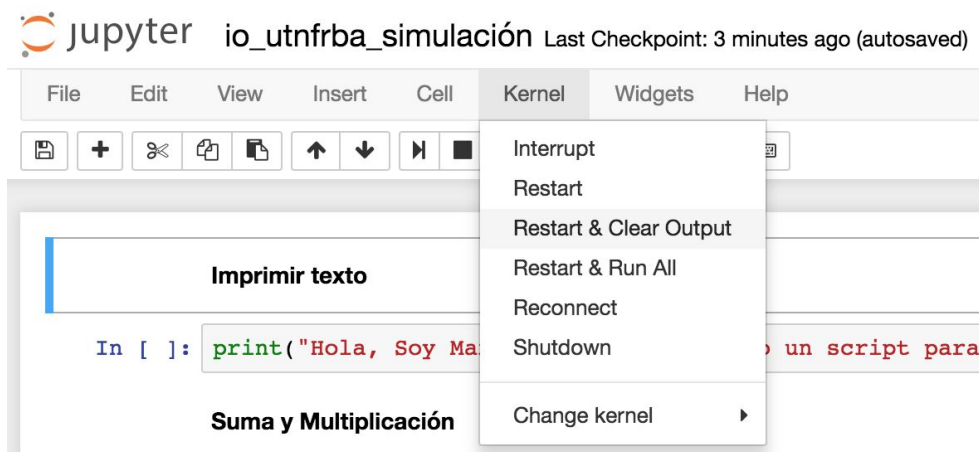 jupyter io_utnfrba_simulación Last Checkpoint: 3 minutes ago (autosaved)
File Edit View Insert Cell Kernel Widgets Help
Interrupt
Restart
Restart & Clear Output
Restart & Run All
Reconnect
Shutdown
Change kernel
Imprimir texto
In [ ]: print("Hola, Soy un script para
Suma y Multiplicación